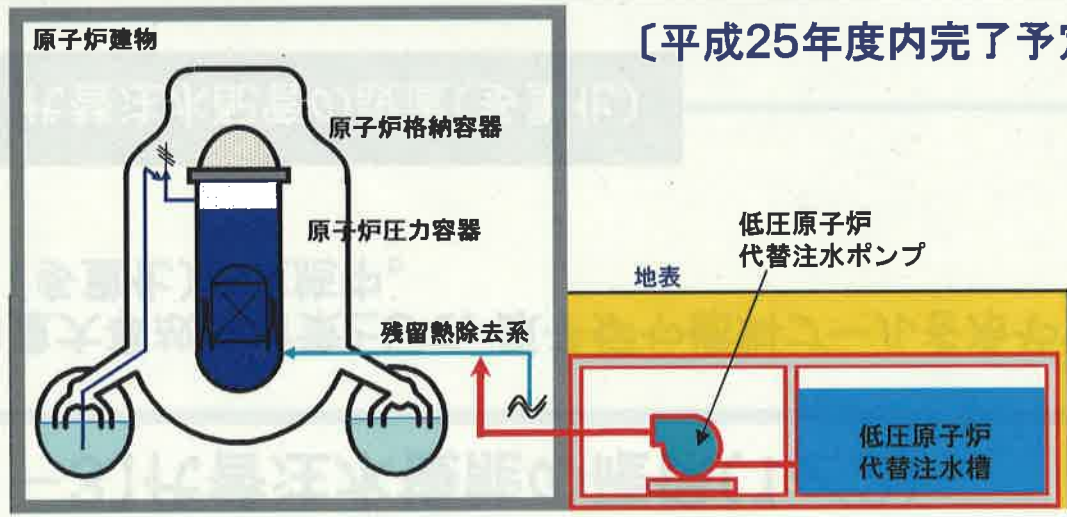 原子炉建物
〔平成25年度内完了予定
原子炉格納容器
原子炉圧力容器
低圧原子炉
代替注水ポンプ
地表
残留熱除去系
低圧原子炉
代替注水槽